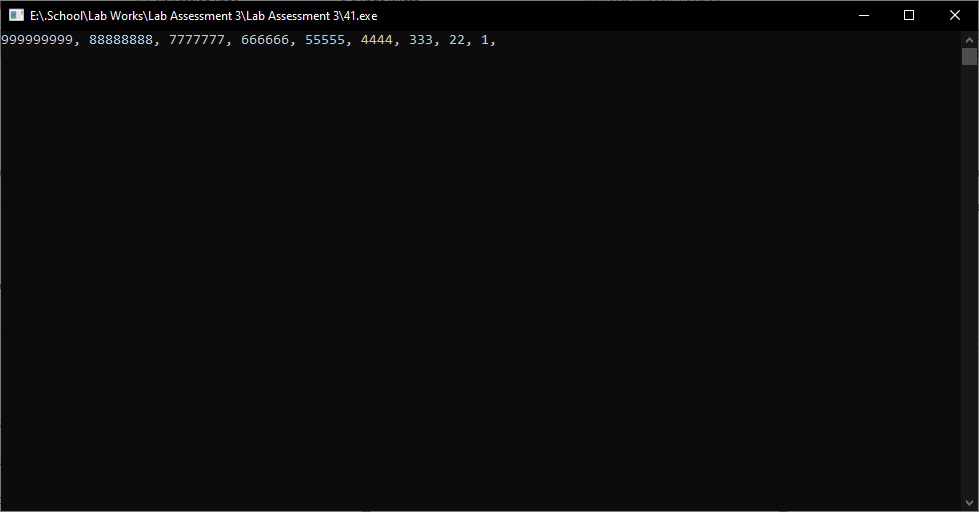 E:\.School\Lab Works\Lab Assessment 3\Lab Assessment 3\41.exe
999999999, 88888888, 7777777, 666666, 55555, 4444, 333, 22, 1,